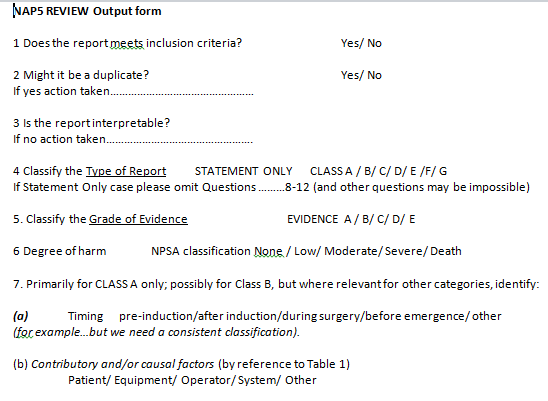 NAP5 REVIEW Output form
1 Does the report meets inclusion criteria? Yes/ No
2 Might it be a duplicate? Yes/ No
If yes action taken………………………………………….
3 Is the report interpretable?
If no action taken………………………………………….
4 Classify the Type of Report STATEMENT ONLY CLASS A / B/ C/ D/ E /F/ G
If Statement Only case please omit Questions………8-12 (and other questions may be impossible)
5. Classify the Grade of Evidence EVIDENCE A/ B/ C/ D/ E
6 Degree of harm NPSA classification None / Low/ Moderate/ Severe/ Death
7. Primarily for CLASS A only; possibly for Class B, but where relevant for other categories, identify:
(a) Timing pre-induction/after induction/during surgery/before emergence/ other
(for example…but we need a consistent classification).
(b) Contributory and/or causal factors (by reference to Table 1)
Patient/ Equipment/ Operator/ System/ Other